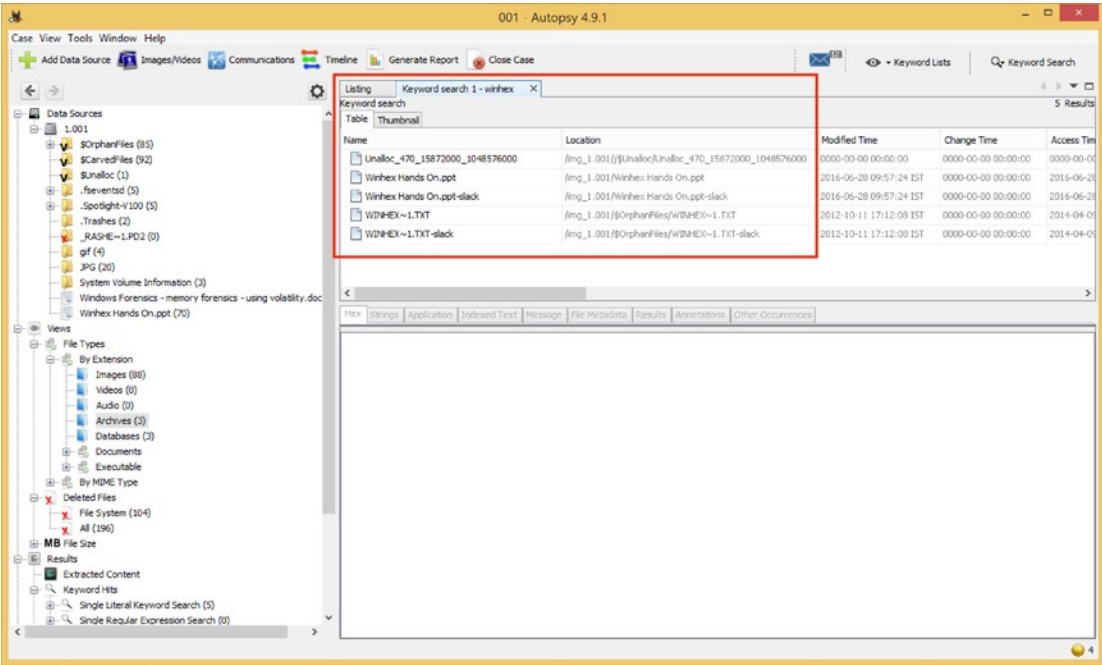 001 - Autopsy 4.9.1
Case View Tools Window Help
Add Data Source Images/Videos Communications Timeline Generate Report Close Case Keyword Lists Keyword Search
Listing Keyword search 1 - winhex
Keyword search 5 Results
Table Thumbnail
Name Location Modified Time Change Time Access Tim
Unalloc_470_15872000_1048576000 /img_1.001//$Unalloc/Unalloc_470_15872000_1048576000 0000-00-00 00:00:00 0000-00-00 00:00:00 0000-00-00
Winhex Hands On.ppt /img_1.001/Winhex Hands On.ppt 2016-06-28 09:57:24 IST 0000-00-00 00:00:00 2016-06-28
Winhex Hands On.ppt-slack /img_1.001/Winhex Hands On.ppt-slack 2016-06-28 09:57:24 IST 0000-00-00 00:00:00 2016-06-28
WINHEX~1.TXT /img_1.001/$OrphanFiles/WINHEX~1.TXT 2012-10-11 17:12:08 IST 0000-00-00 00:00:00 2014-04-09
WINHEX~1.TXT-slack /img_1.001/$OrphanFiles/WINHEX~1.TXT-slack 2012-10-11 17:12:08 IST 0000-00-00 00:00:00 2014-04-09
Hex Strings Application Indexed Text Message File Metadata Results Annotations Other Occurrences
Data Sources
1.001
$OrphanFiles (85)
$CarvedFiles (92)
$Unalloc (1)
.fseventsd (5)
.Spotlight-V100 (5)
.Trashes (2)
_RASHE~1.PD2 (0)
gif (4)
JPG (20)
System Volume Information (3)
Windows Forensics - memory forensics - using volatility.doc
Winhex Hands On.ppt (70)
Views
File Types
By Extension
Images (88)
Videos (0)
Audio (0)
Archives (3)
Databases (3)
Documents
Executable
By MIME Type
Deleted Files
File System (104)
All (196)
MB File Size
Results
Extracted Content
Keyword Hits
Single Literal Keyword Search (5)
Single Regular Expression Search (0)
4